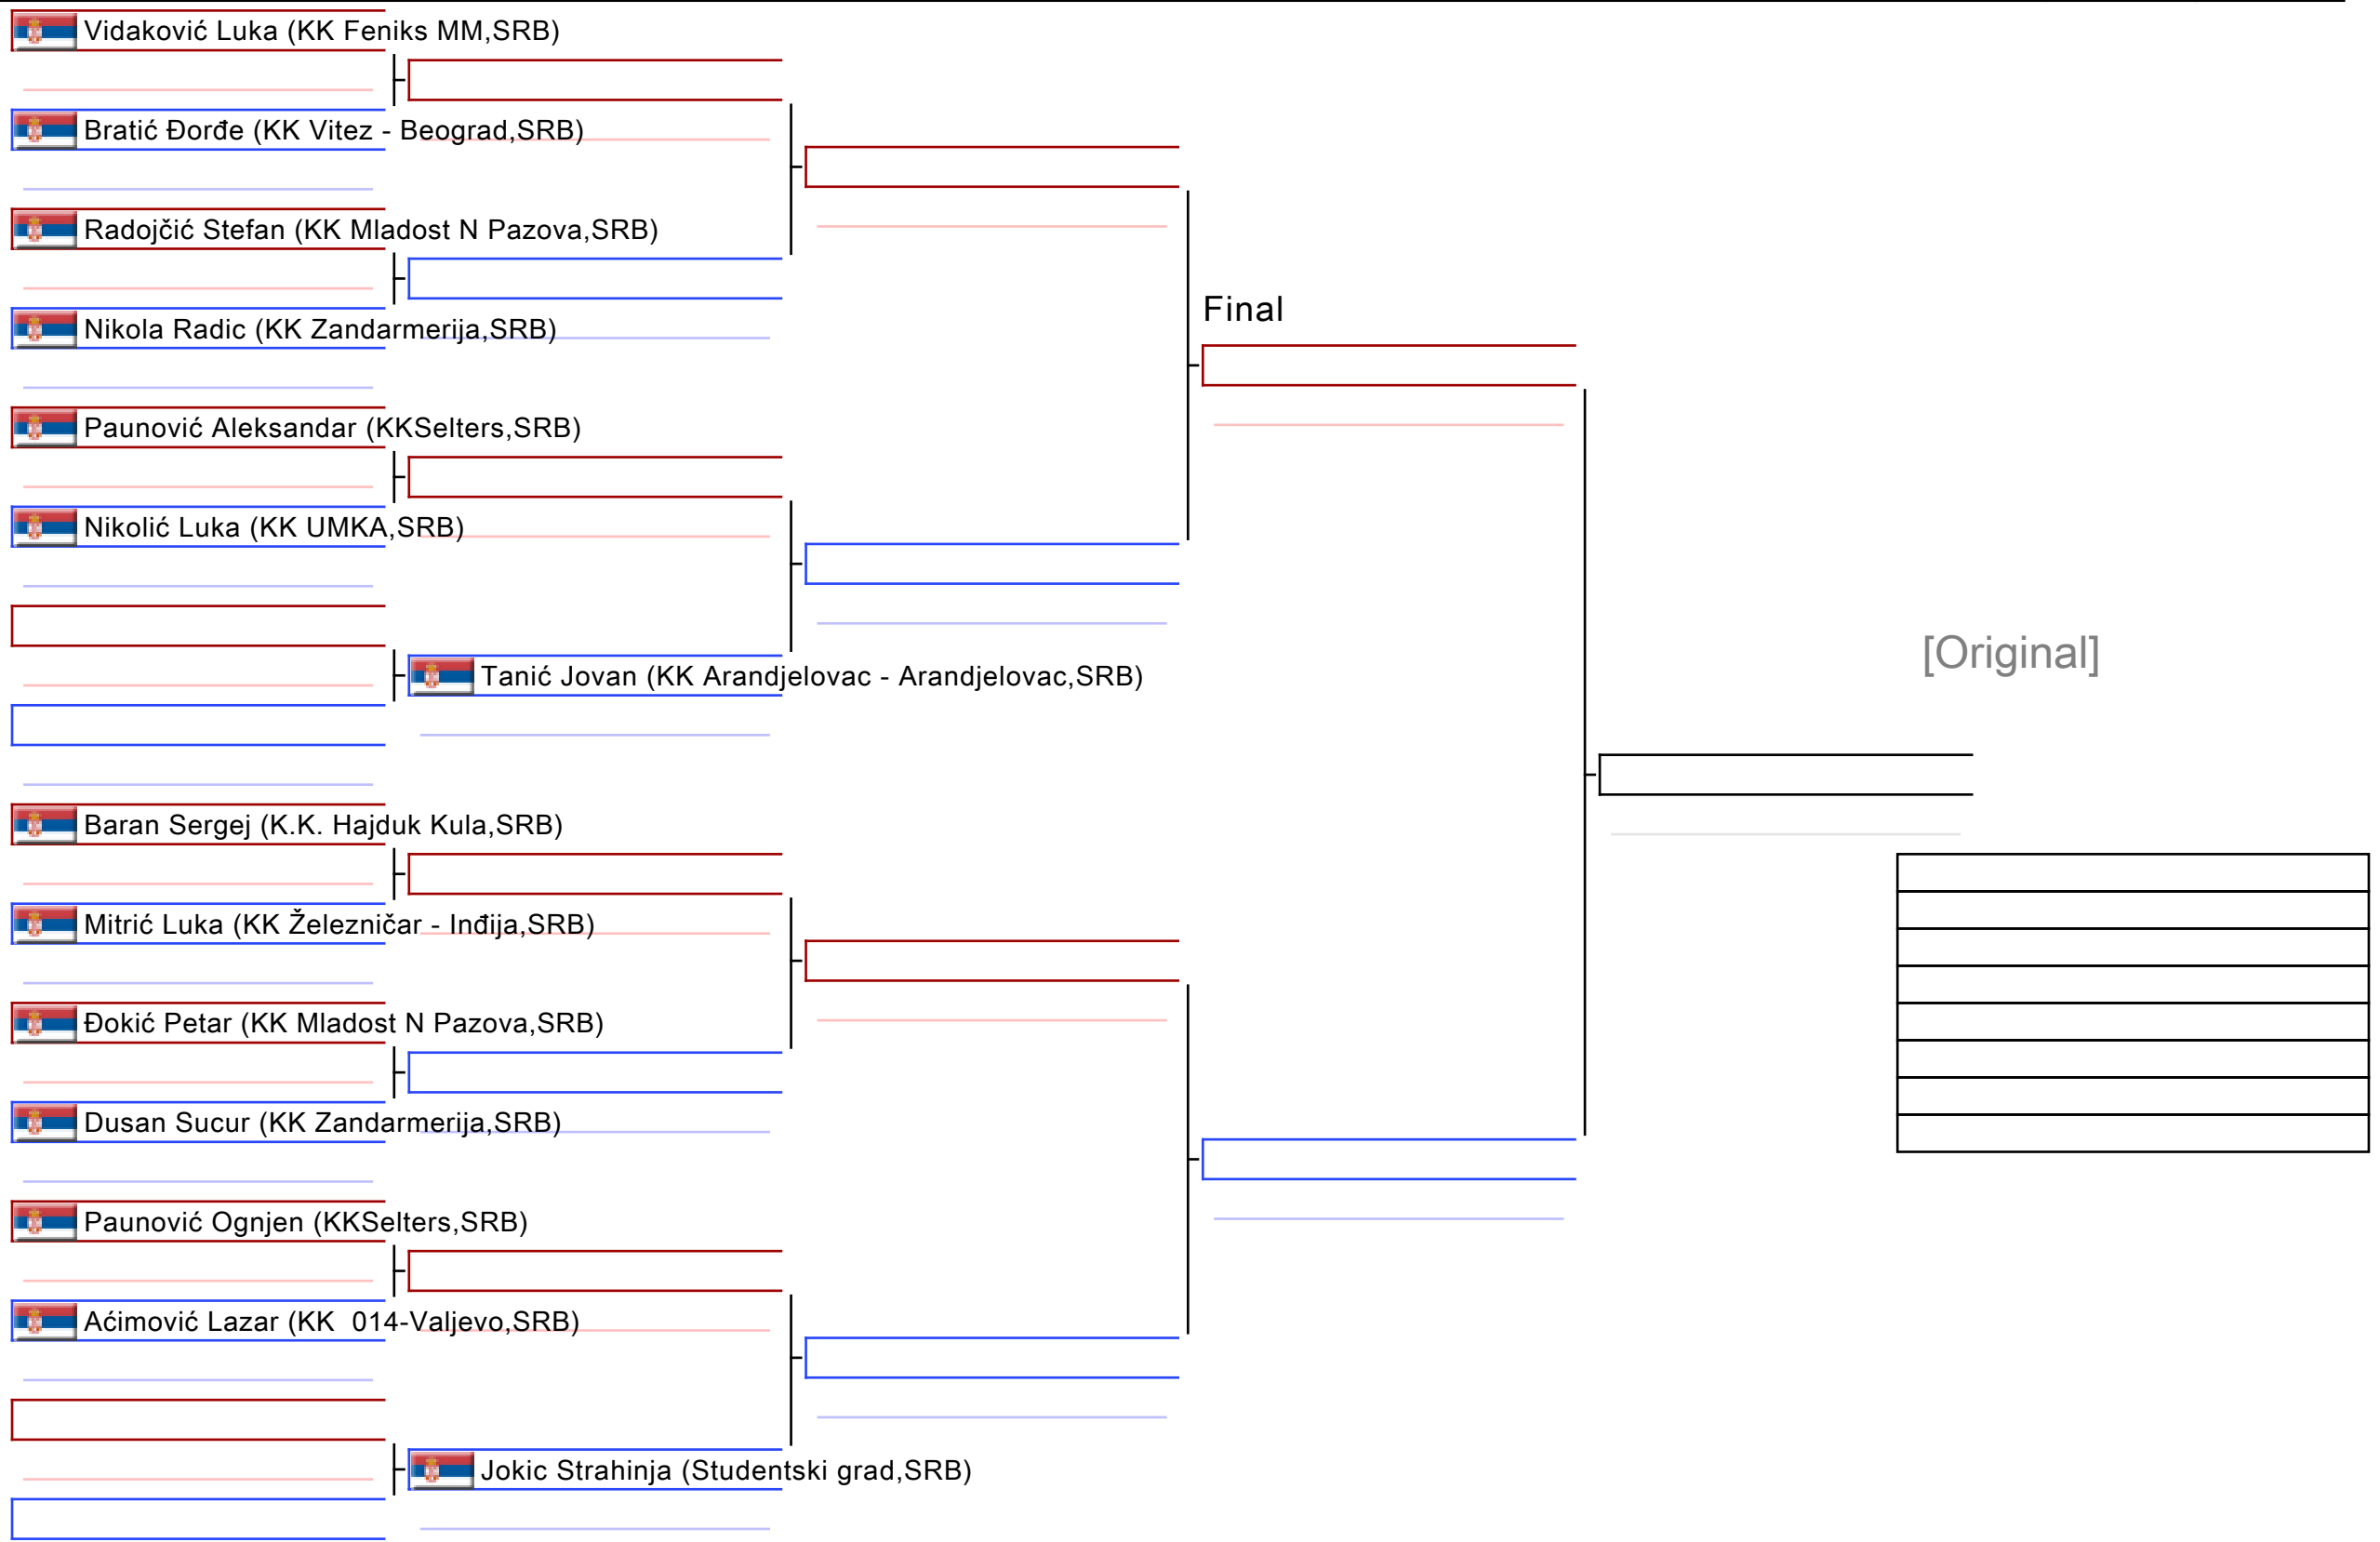 Vidaković Luka (KK Feniks MM,SRB)
Bratić Đorđe (KK Vitez - Beograd,SRB)
Radojčić Stefan (KK Mladost N Pazova,SRB)
Nikola Radic (KK Zandarmerija,SRB)
Paunović Aleksandar (KKSelters,SRB)
Nikolić Luka (KK UMKA,SRB)
Tanić Jovan (KK Arandjelovac - Arandjelovac,SRB)
Baran Sergej (K.K. Hajduk Kula,SRB)
Mitrić Luka (KK Železničar - Inđija,SRB)
Đokić Petar (KK Mladost N Pazova,SRB)
Dusan Sucur (KK Zandarmerija,SRB)
Paunović Ognjen (KKSelters,SRB)
Aćimović Lazar (KK  014-Valjevo,SRB)
Jokic Strahinja (Studentski grad,SRB)
Final
[Original]